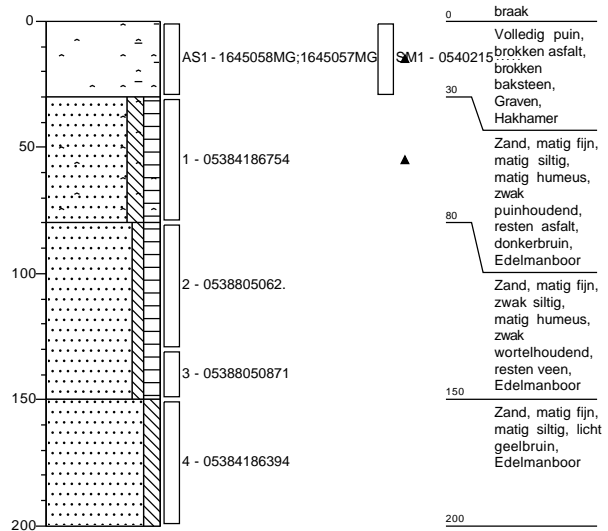 0
AS1 - 1645058MG;1645057MG
SM1 - 0540215.....
50
1 - 05384186754
100
2 - 0538805062.
3 - 05388050871
150
4 - 05384186394
200
0
braak
Volledig puin,
brokken asfalt,
brokken
baksteen,
Graven,
Hakhamer
30
Zand, matig fijn,
matig siltig,
matig humeus,
zwak
puinhoudend,
resten asfalt,
donkerbruin,
Edelmanboor
80
Zand, matig fijn,
zwak siltig,
matig humeus,
zwak
wortelhoudend,
resten veen,
Edelmanboor
150
Zand, matig fijn,
matig siltig, licht
geelbruin,
Edelmanboor
200